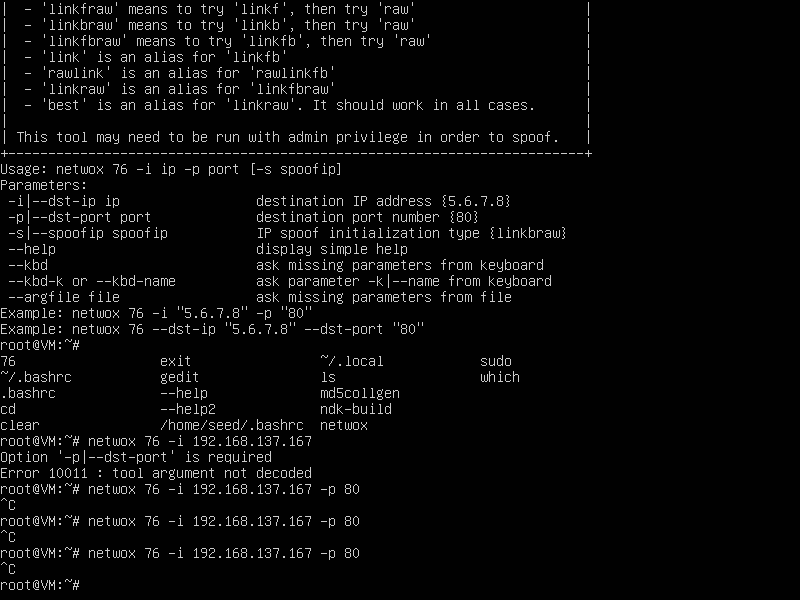 |  - 'linkfraw' means to try 'linkf', then try 'raw'                     |
|  - 'linkbraw' means to try 'linkb', then try 'raw'                     |
|  - 'linkfbraw' means to try 'linkfb', then try 'raw'                   |
|  - 'link' is an alias for 'linkfb'                                     |
|  - 'rawlink' is an alias for 'rawlinkfb'                               |
|  - 'linkraw' is an alias for 'linkfbraw'                               |
|  - 'best' is an alias for 'linkraw'. It should work in all cases.      |
|                                                                        |
| This tool may need to be run with admin privilege in order to spoof.   |
+------------------------------------------------------------------------+
Usage: netwox 76 -i ip -p port [-s spoofip]
Parameters:
 -i|--dst-ip ip                 destination IP address {5.6.7.8}
 -p|--dst-port port             destination port number {80}
 -s|--spoofip spoofip           IP spoof initialization type {linkbraw}
 --help                         display simple help
 --kbd                          ask missing parameters from keyboard
 --kbd-k or --kbd-name          ask parameter -k|--name from keyboard
 --argfile file                 ask missing parameters from file
Example: netwox 76 -i "5.6.7.8" -p "80"
Example: netwox 76 --dst-ip "5.6.7.8" --dst-port "80"
root@VM:~#
76                  exit                ~/.local            sudo
~/.bashrc           gedit               ls                  which
.bashrc             --help              md5collgen
cd                  --help2             ndk-build
clear               /home/seed/.bashrc  netwox
root@VM:~# netwox 76 -i 192.168.137.167
Option '-p|--dst-port' is required
Error 10011 : tool argument not decoded
root@VM:~# netwox 76 -i 192.168.137.167 -p 80
^C
root@VM:~# netwox 76 -i 192.168.137.167 -p 80
^C
root@VM:~# netwox 76 -i 192.168.137.167 -p 80
^C
root@VM:~#